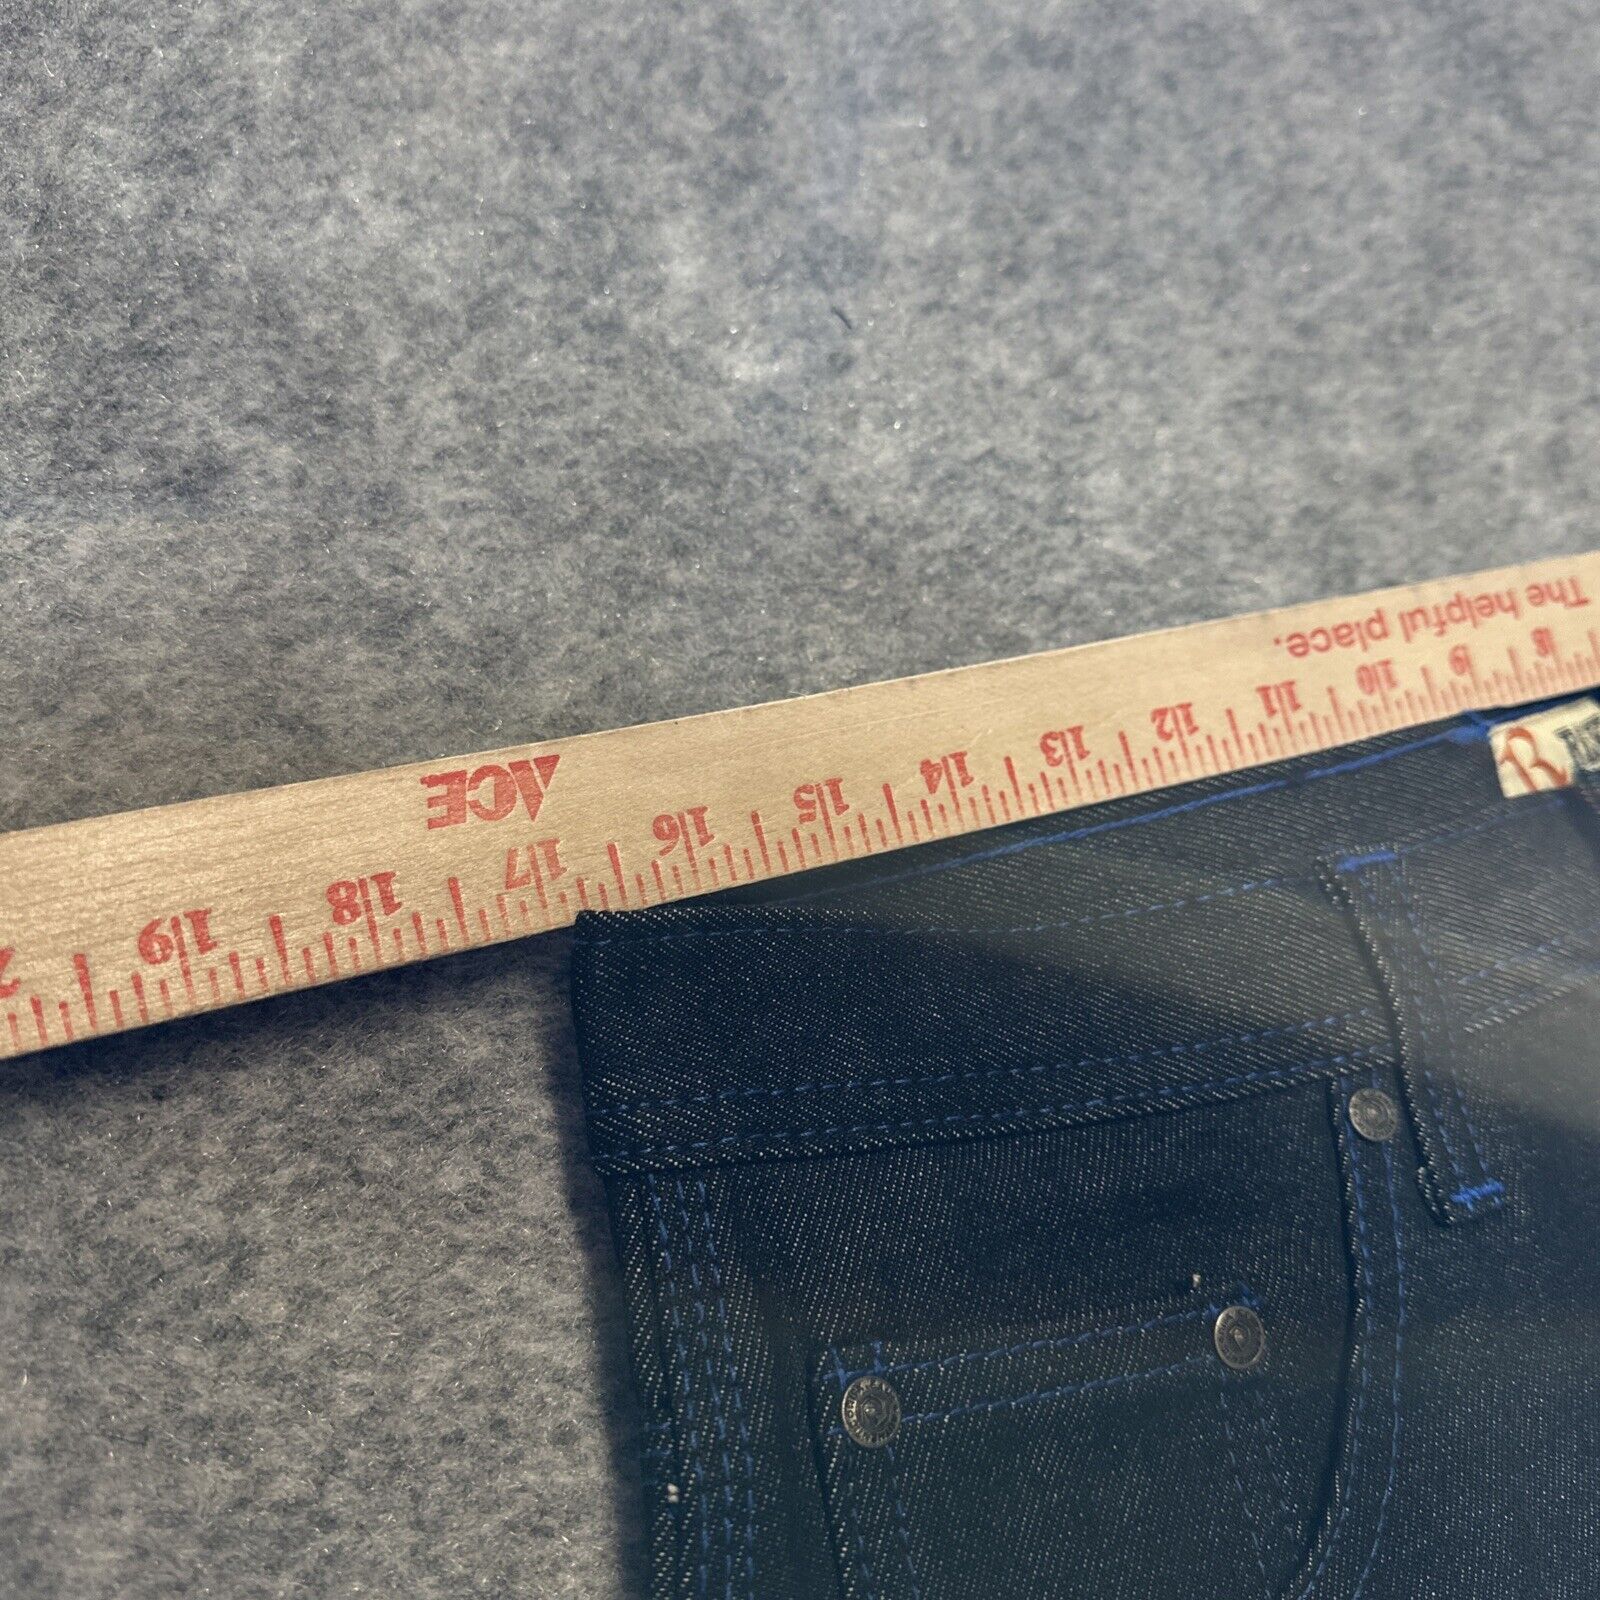 The helpful place.
8 9 10 11 12 13 14 15 16 17 18 19
ACE